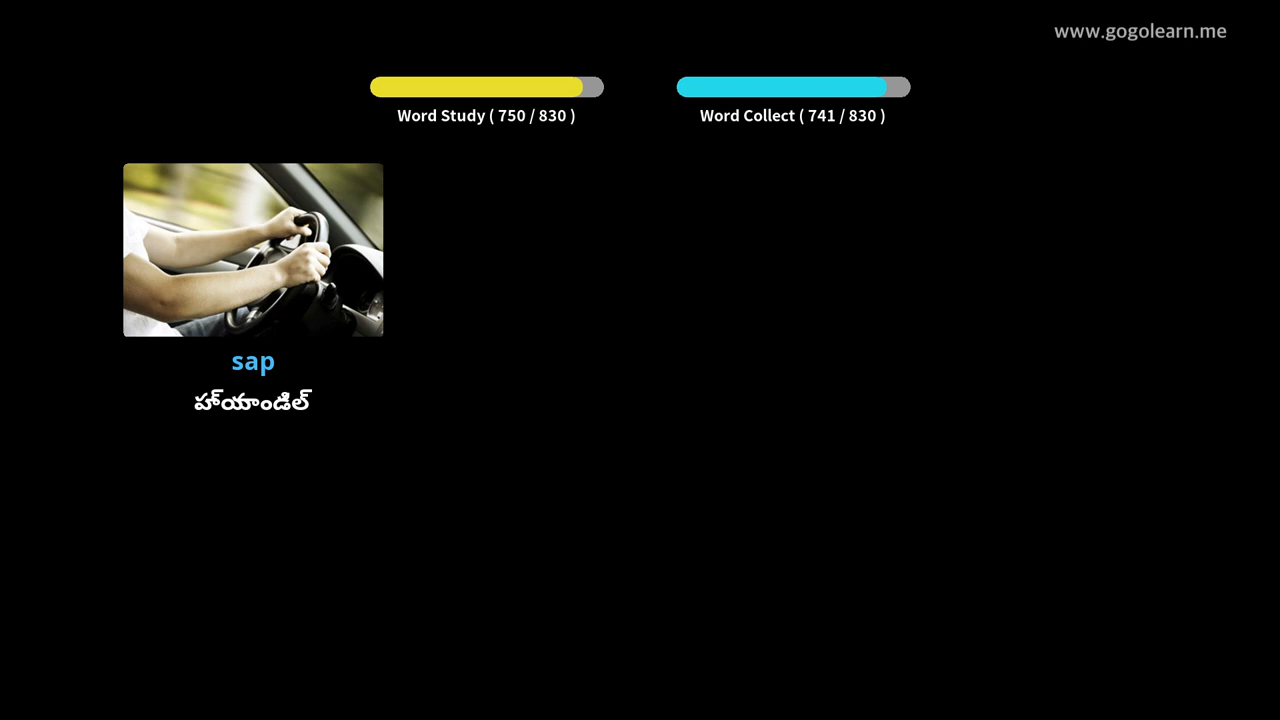 www.gogolearn.me
Word Study ( 750 / 830 )
Word Collect ( 741 / 830 )
sap
హ్యాండిల్